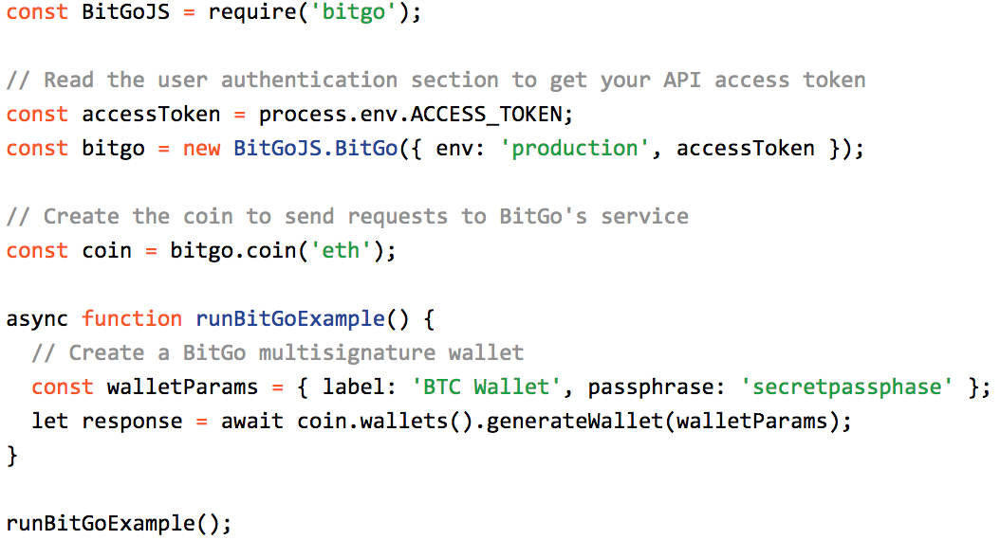 const BitGoJS = require('bitgo');
// Read the user authentication section to get your API access token
const accessToken = process.env.ACCESS_TOKEN;
const bitgo = new BitGoJS.BitGo({ env: 'production', accessToken });
// Create the coin to send requests to BitGo's service
const coin = bitgo.coin('eth');
async function runBitGoExample() {
  // Create a BitGo multisignature wallet
  const walletParams = { label: 'BTC Wallet', passphrase: 'secretpassphase' };
  let response = await coin.wallets().generateWallet(walletParams);
}
runBitGoExample();